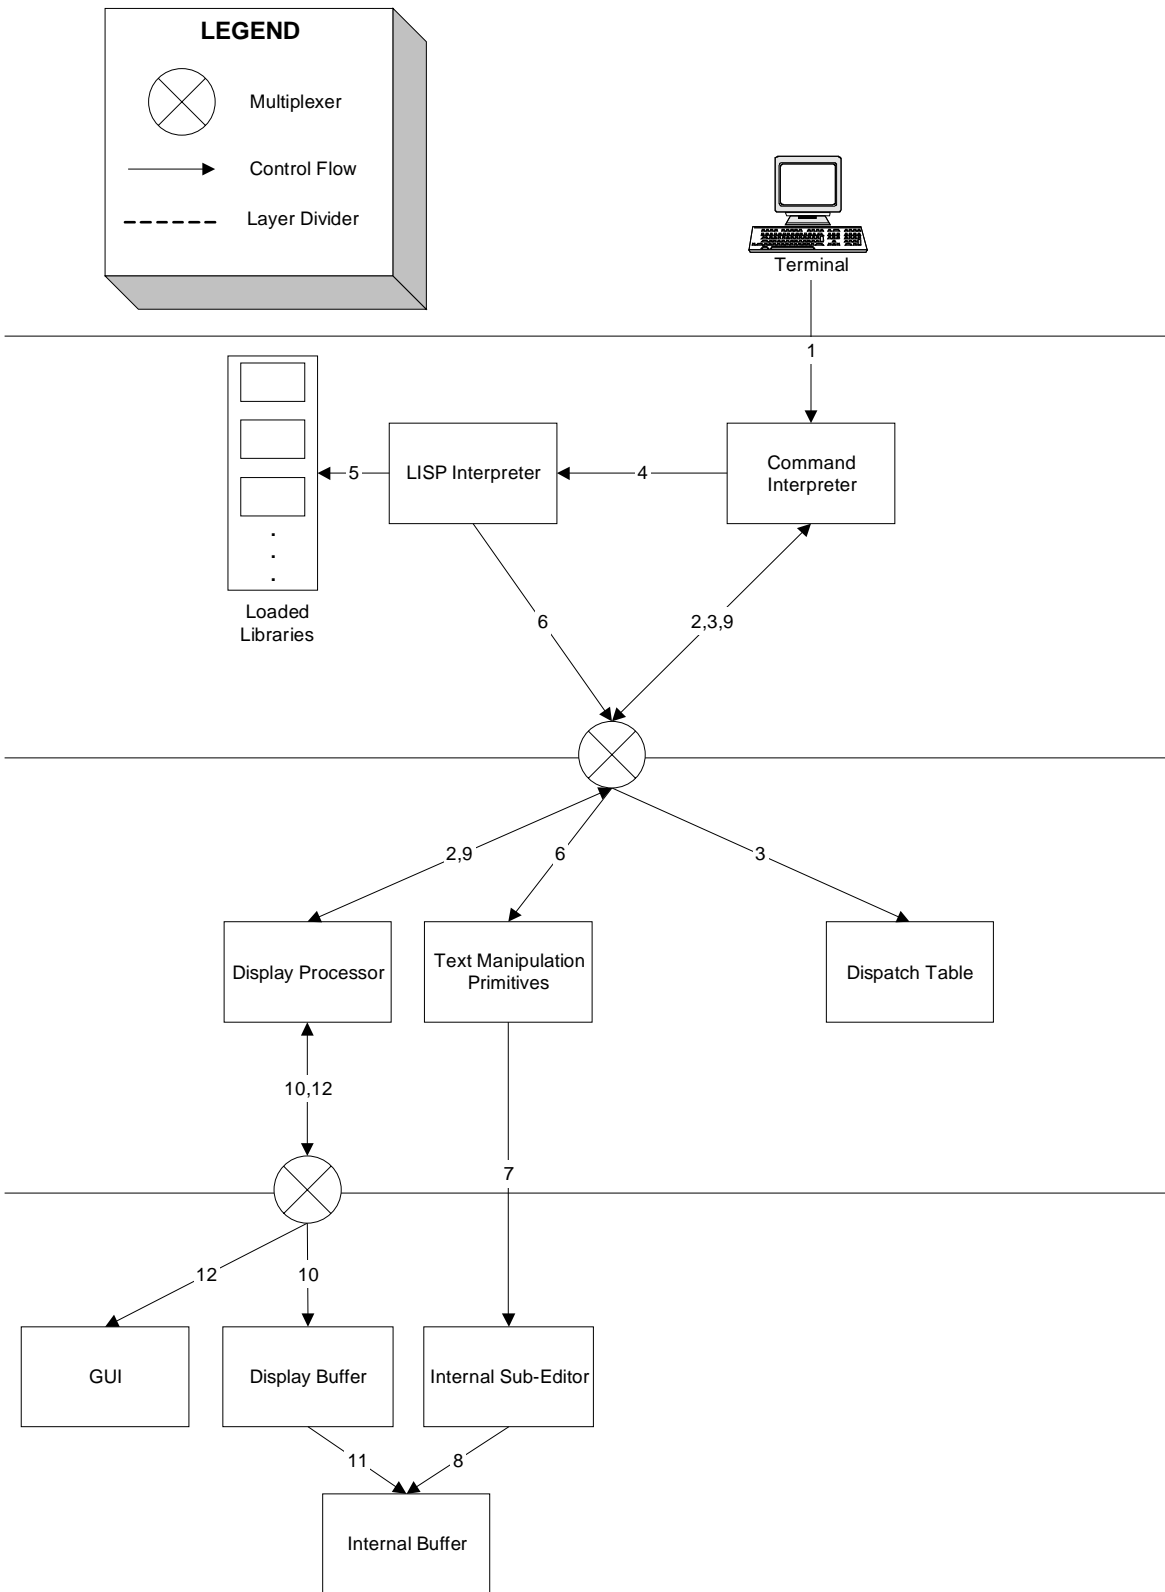 LEGEND
Multiplexer
Control Flow
Layer Divider
Terminal
1
LISP Interpreter
Command
Interpreter
5
4
Loaded
Libraries
6
2,3,9
2,9
6
3
Display Processor
Text Manipulation
Primitives
Dispatch Table
10,12
7
12
10
GUI
Display Buffer
Internal Sub-Editor
11
8
Internal Buffer